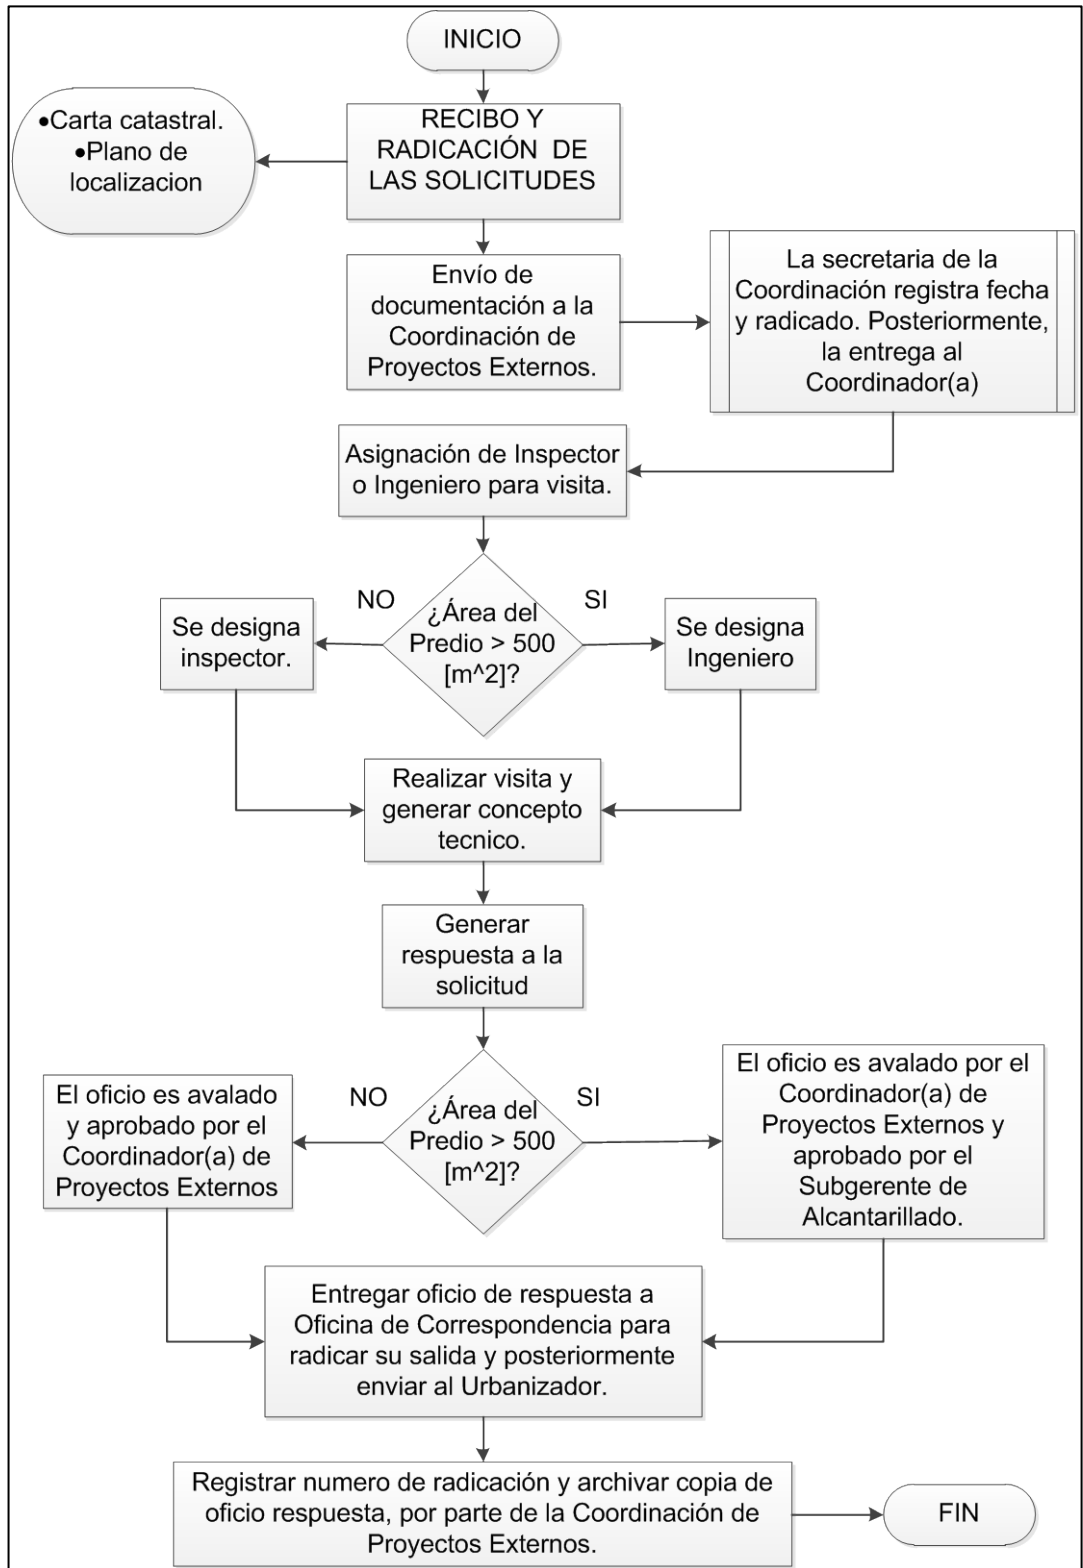 INICIO
•Carta catastral.
•Plano de
localizacion
RECIBO Y
RADICACIÓN DE
LAS SOLICITUDES
Envío de
documentación a la
Coordinación de
Proyectos Externos.
La secretaria de la
Coordinación registra fecha
y radicado. Posteriormente,
la entrega al
Coordinador(a)
Asignación de Inspector
o Ingeniero para visita.
¿Área del
Predio > 500
[m^2]?
NO
SI
Se designa
inspector.
Se designa
Ingeniero
Realizar visita y
generar concepto
tecnico.
Generar
respuesta a la
solicitud
¿Área del
Predio > 500
[m^2]?
NO
SI
El oficio es avalado
y aprobado por el
Coordinador(a) de
Proyectos Externos
El oficio es avalado por el
Coordinador(a) de
Proyectos Externos y
aprobado por el
Subgerente de
Alcantarillado.
Entregar oficio de respuesta a
Oficina de Correspondencia para
radicar su salida y posteriormente
enviar al Urbanizador.
Registrar numero de radicación y archivar copia de
oficio respuesta, por parte de la Coordinación de
Proyectos Externos.
FIN